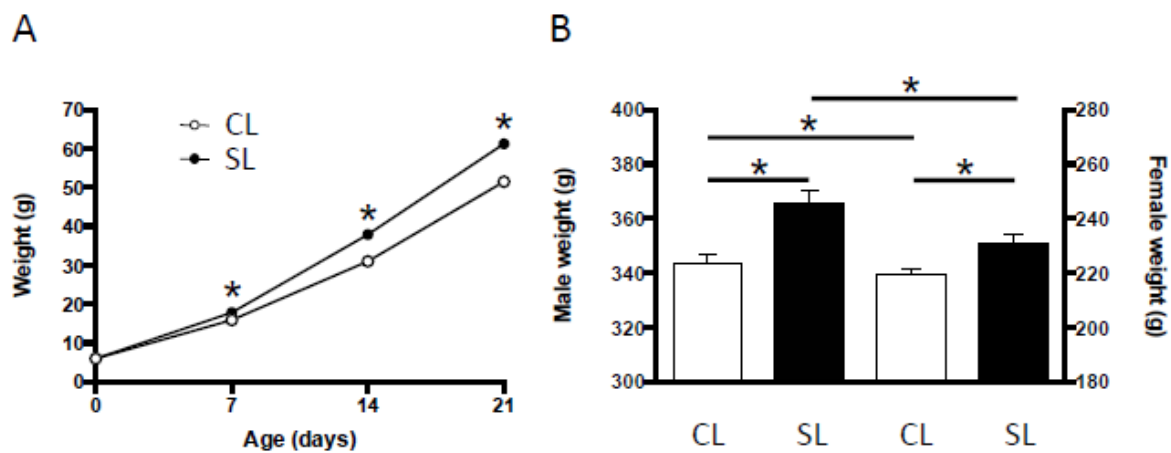 A
B
70
60
50
40
30
20
10
0
Weight (g)
CL
SL
*
*
*
0 7 14 21
Age (days)
400
380
360
340
320
300
Male weight (g)
*
*
*
*
280
260
240
220
200
180
Female weight (g)
CL SL CL SL